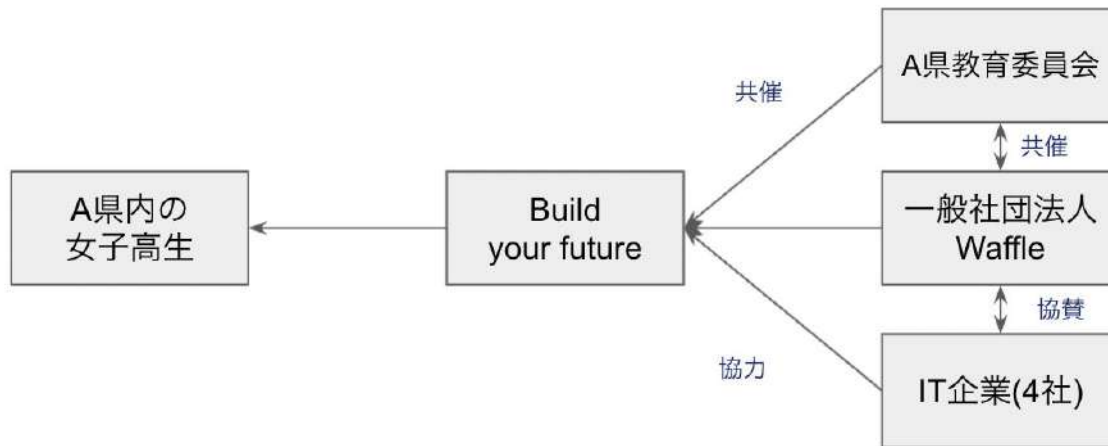 A県教育委員会
共催
共催
A県内の
女子高生
Build
your future
一般社団法人
Waffle
協賛
協力
IT企業(4社)